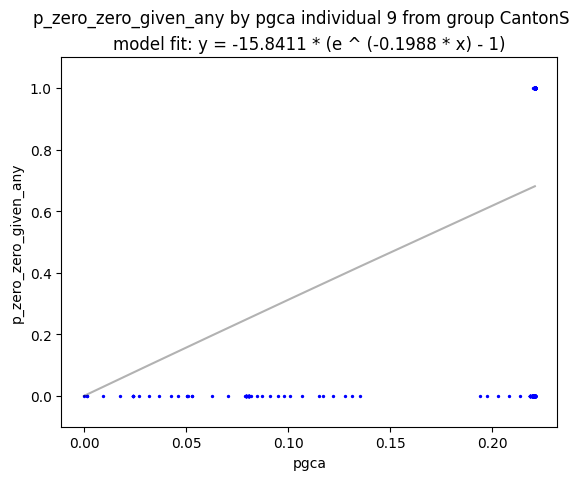 p_zero_zero_given_any by pgca individual 9 from group CantonS
model fit: y = -15.8411 * (e ^ (-0.1988 * x) - 1)
1.0
0.8
0.6
0.4
0.2
0.0
p_zero_zero_given_any
0.00 0.05 0.10 0.15 0.20
pgca